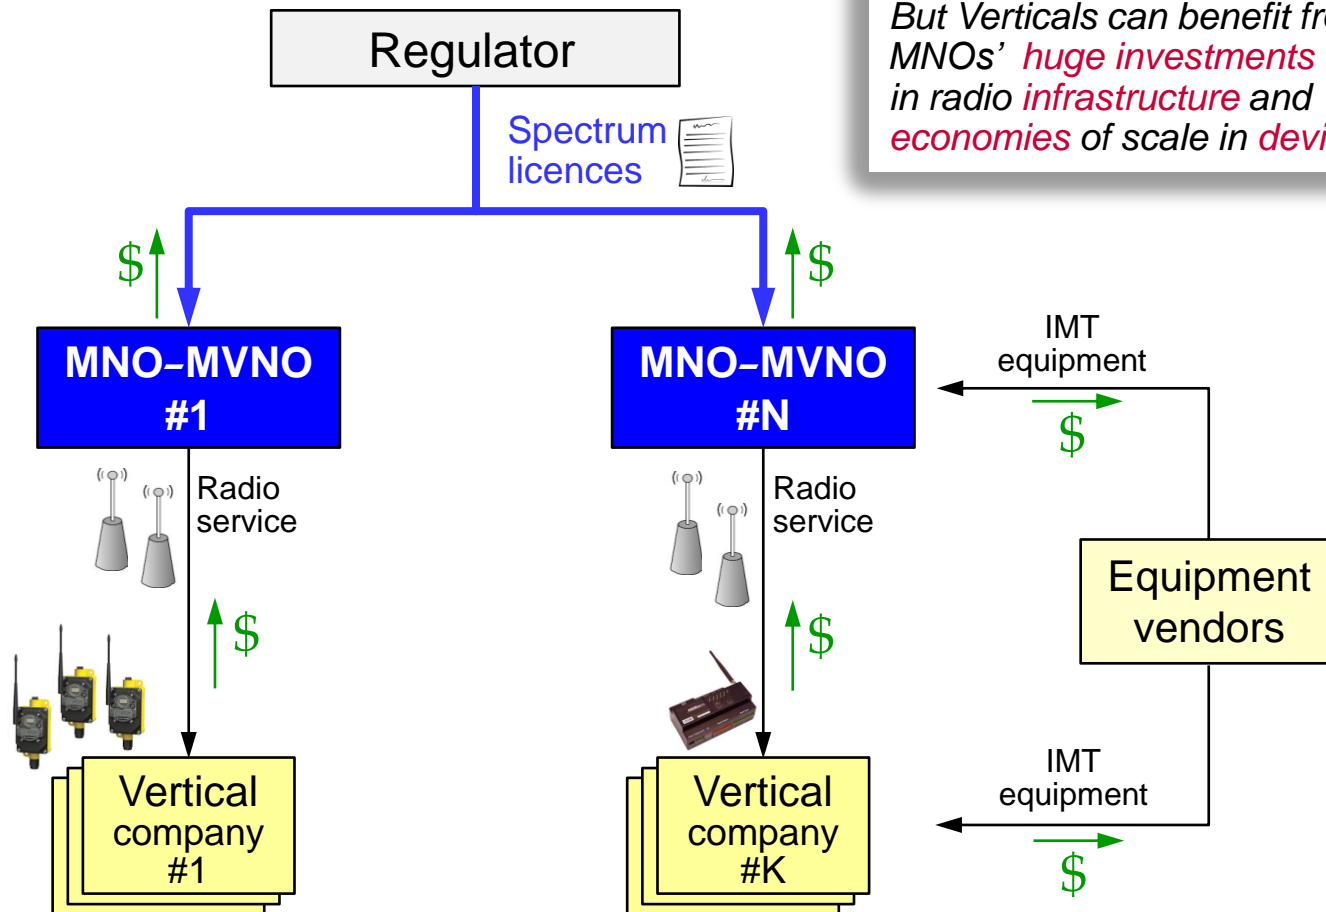 But Verticals can benefit
MNOs’ huge investments
in radio infrastructure and
economies of scale in
Regulator
Spectrum
licences
$
$
MNO–MVNO
#1
MNO–MVNO
#N
IMT
equipment
$
Radio
service
Radio
service
$
$
Equipment
vendors
Vertical
company
#1
Vertical
company
#K
IMT
equipment
$